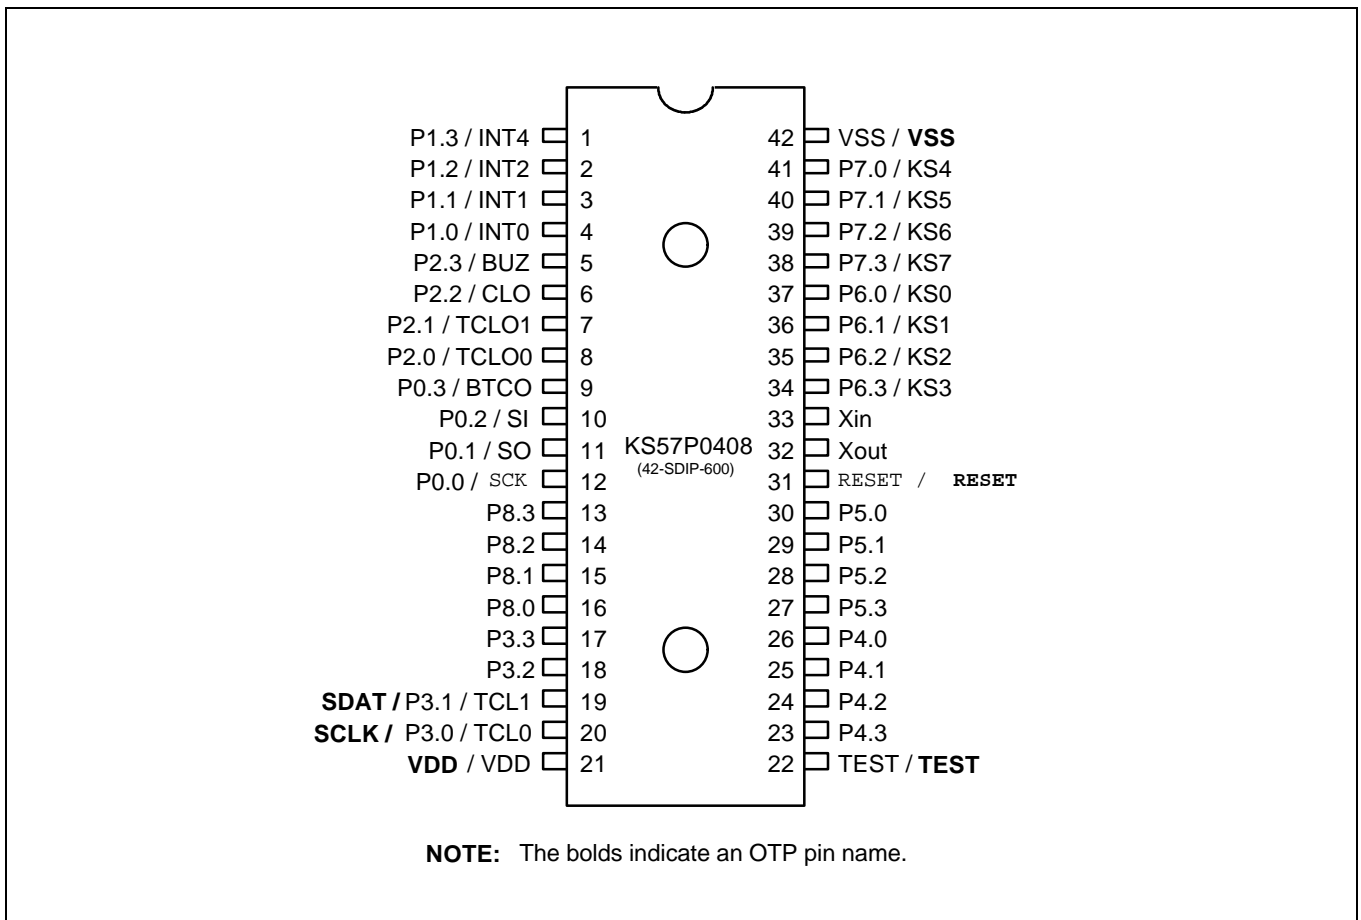 P1.3 / INT4 1 42 VSS / VSS
P1.2 / INT2 2 41 P7.0 / KS4
P1.1 / INT1 3 40 P7.1 / KS5
P1.0 / INT0 4 39 P7.2 / KS6
P2.3 / BUZ 5 38 P7.3 / KS7
P2.2 / CLO 6 37 P6.0 / KS0
P2.1 / TCLO1 7 36 P6.1 / KS1
P2.0 / TCLO0 8 35 P6.2 / KS2
P0.3 / BTCO 9 34 P6.3 / KS3
P0.2 / SI 10 33 Xin
P0.1 / SO 11 KS57P0408 32 Xout
(42-SDIP-600)
P0.0 / SCK 12 31 RESET / RESET
P8.3 13 30 P5.0
P8.2 14 29 P5.1
P8.1 15 28 P5.2
P8.0 16 27 P5.3
P3.3 17 26 P4.0
P3.2 18 25 P4.1
SDAT / P3.1 / TCL1 19 24 P4.2
SCLK / P3.0 / TCL0 20 23 P4.3
VDD / VDD 21 22 TEST / TEST
NOTE: The bolds indicate an OTP pin name.